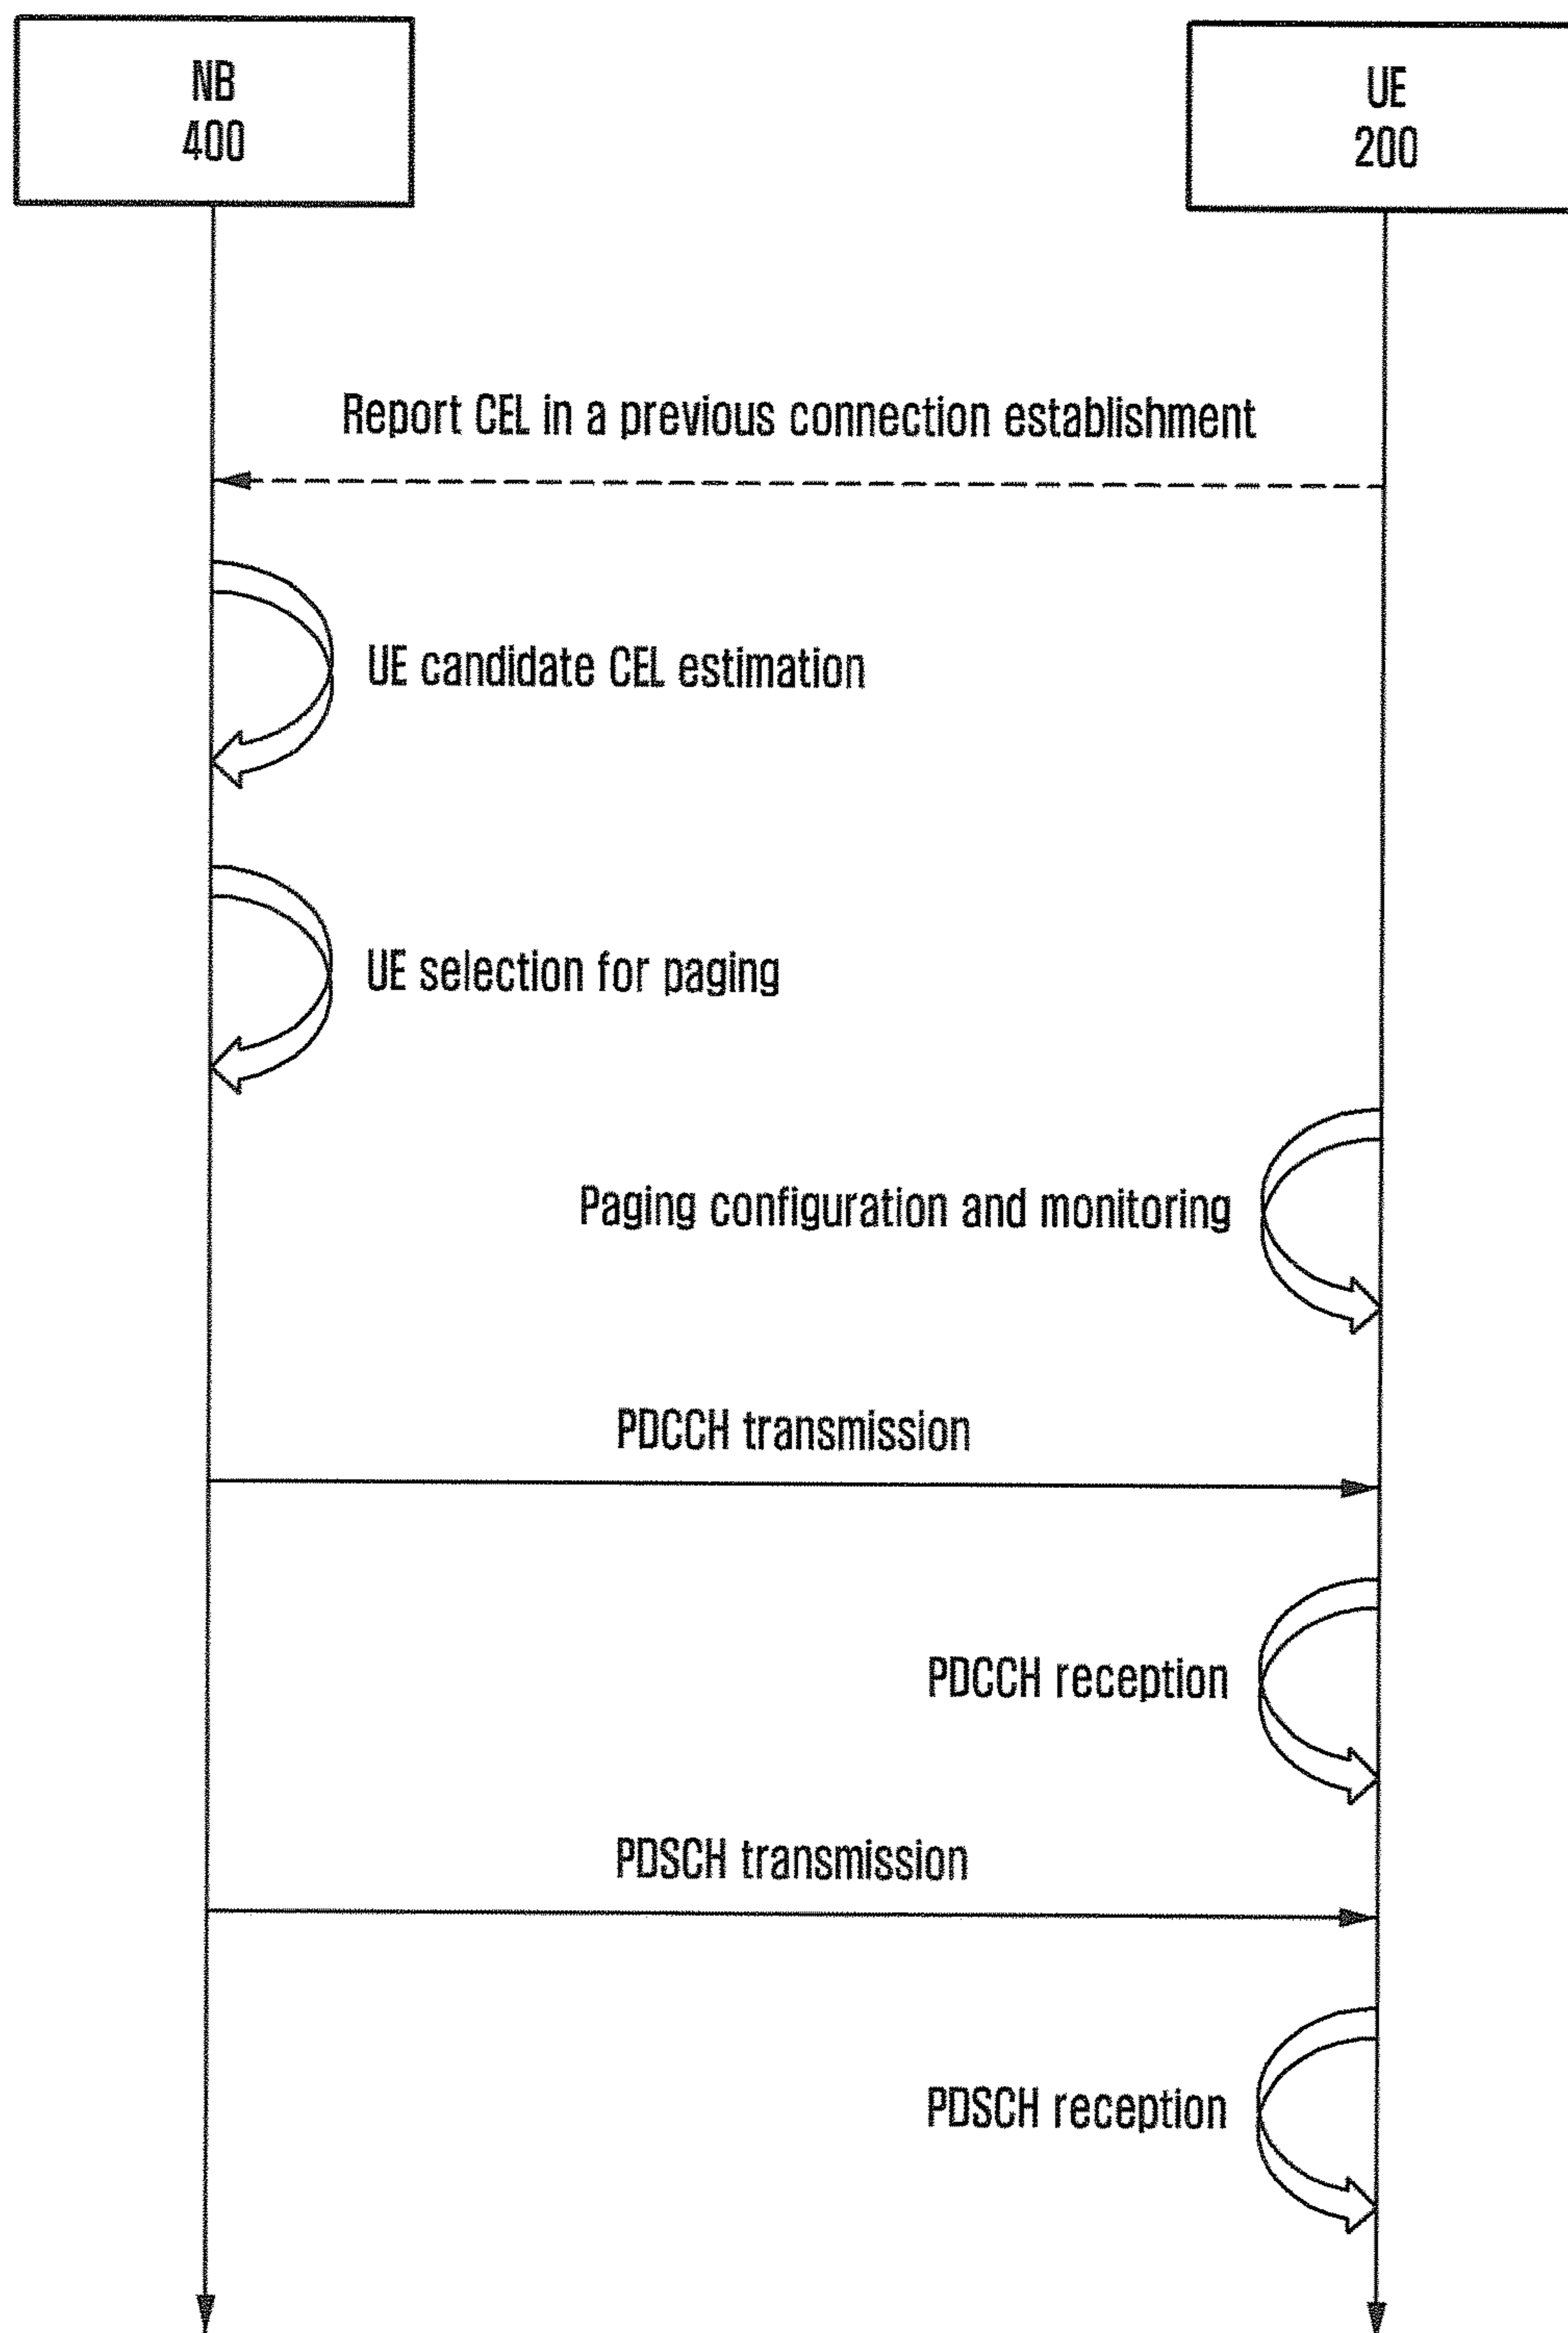 NB
400
UE
200
Report CEL in a previous connection establishment
UE candidate CEL estimation
UE selection for paging
Paging configuration and monitoring
PDCCH transmission
PDCCH reception
PDSCH transmission
PDSCH reception